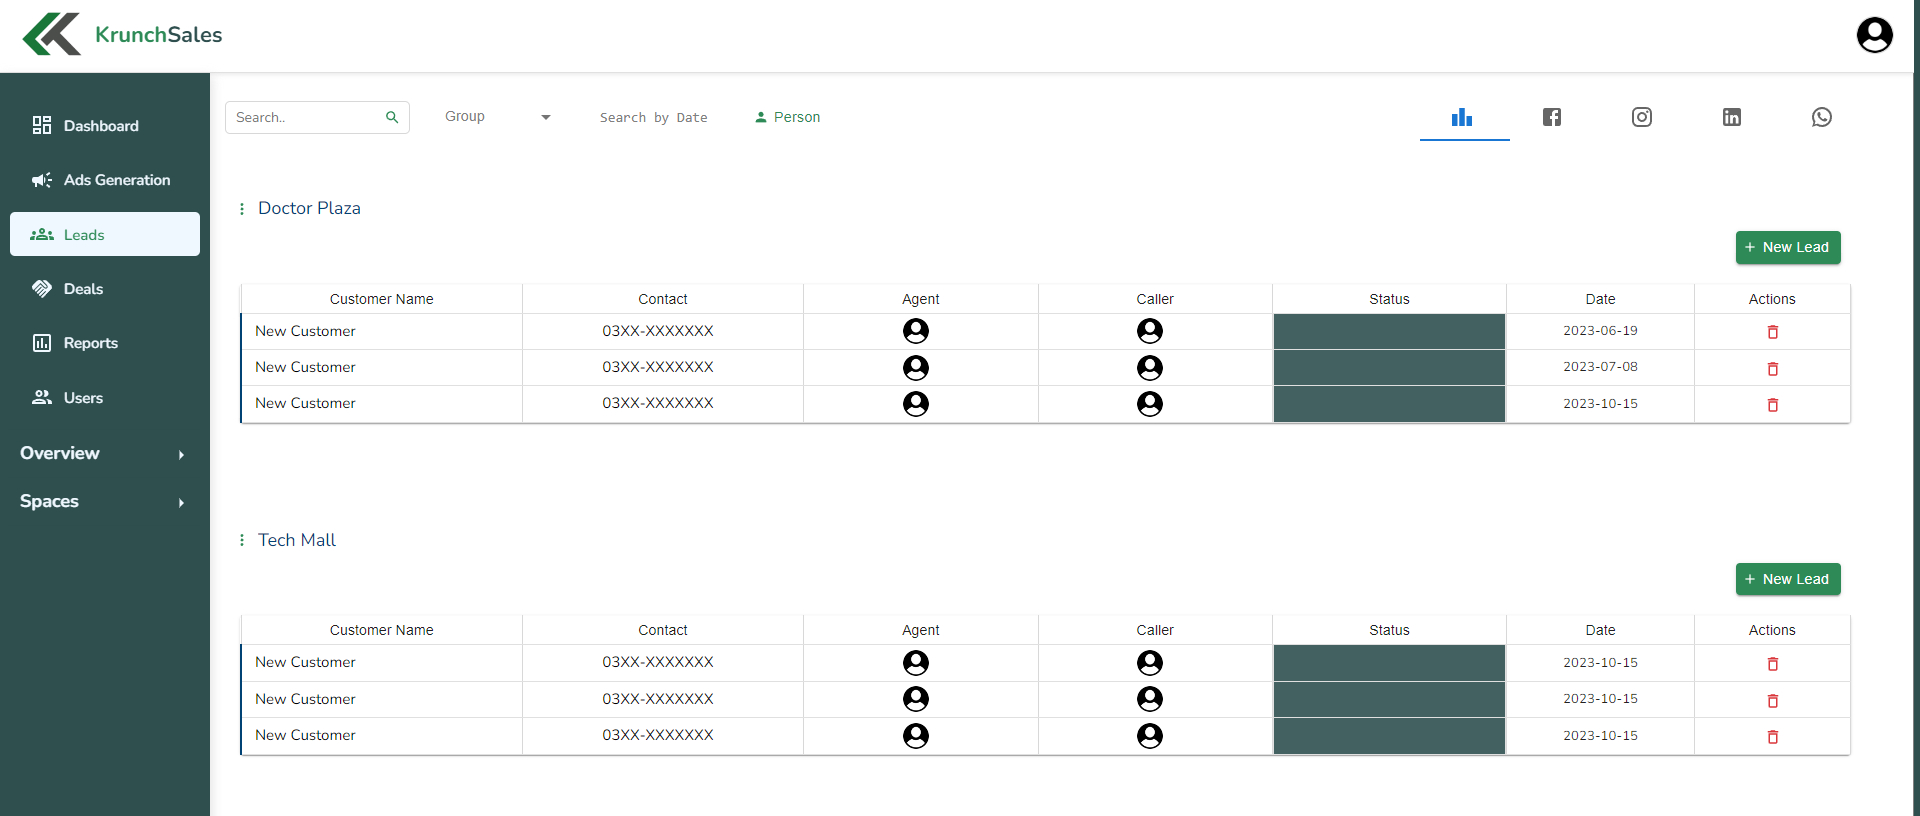 KrunchSales
Dashboard
Ads Generation
Leads
Deals
Reports
Users
Overview
Spaces
Search..
Group
Search by Date
Person
Doctor Plaza
+ New Lead
Customer Name Contact Agent Caller Status Date Actions
New Customer 03XX-XXXXXXX 2023-06-19
New Customer 03XX-XXXXXXX 2023-07-08
New Customer 03XX-XXXXXXX 2023-10-15
Tech Mall
+ New Lead
Customer Name Contact Agent Caller Status Date Actions
New Customer 03XX-XXXXXXX 2023-10-15
New Customer 03XX-XXXXXXX 2023-10-15
New Customer 03XX-XXXXXXX 2023-10-15